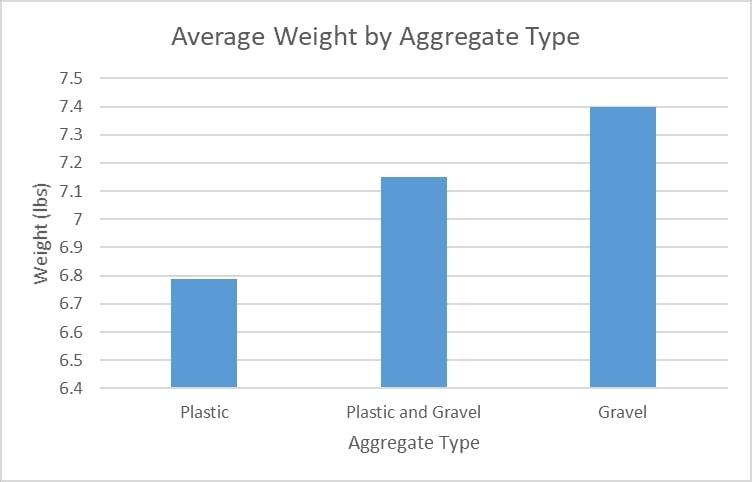 Average Weight by Aggregate Type
7.5
7.4
7.3
7.2
7.1
7
6.9
6.8
6.7
6.6
6.5
6.4
Weight (lbs)
Plastic
Plastic and Gravel
Gravel
Aggregate Type